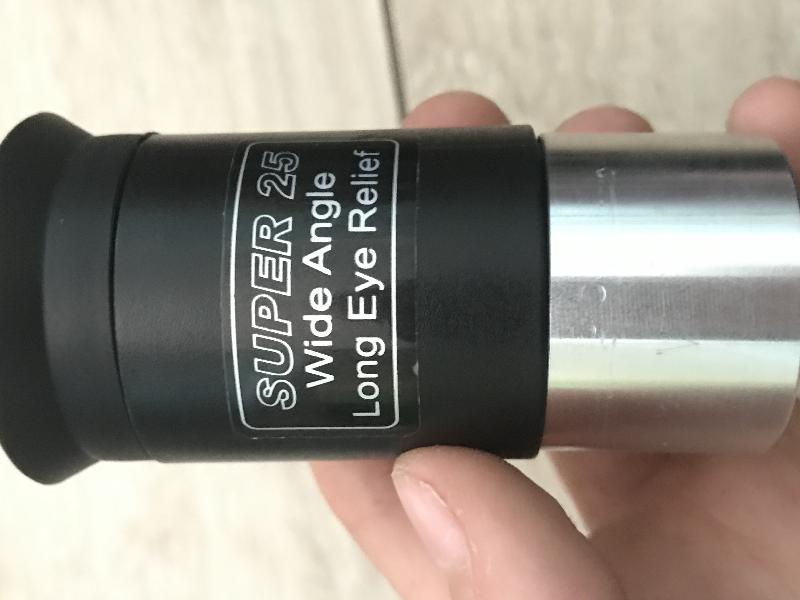 SUPER 25
Wide Angle
Long Eye Relief